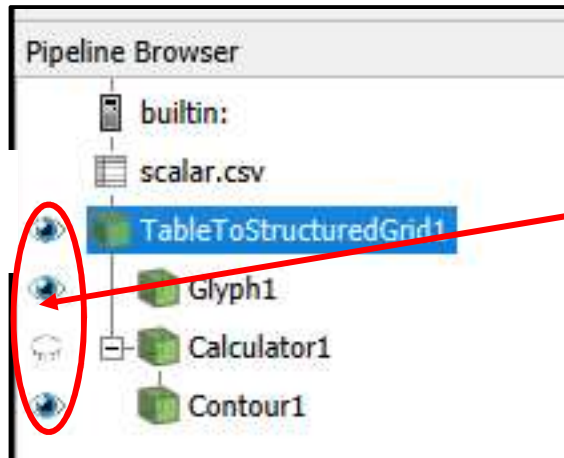 Pipeline Browser
builtin:
scalar.csv
TableToStructuredGrid1
Glyph1
Calculator1
Contour1